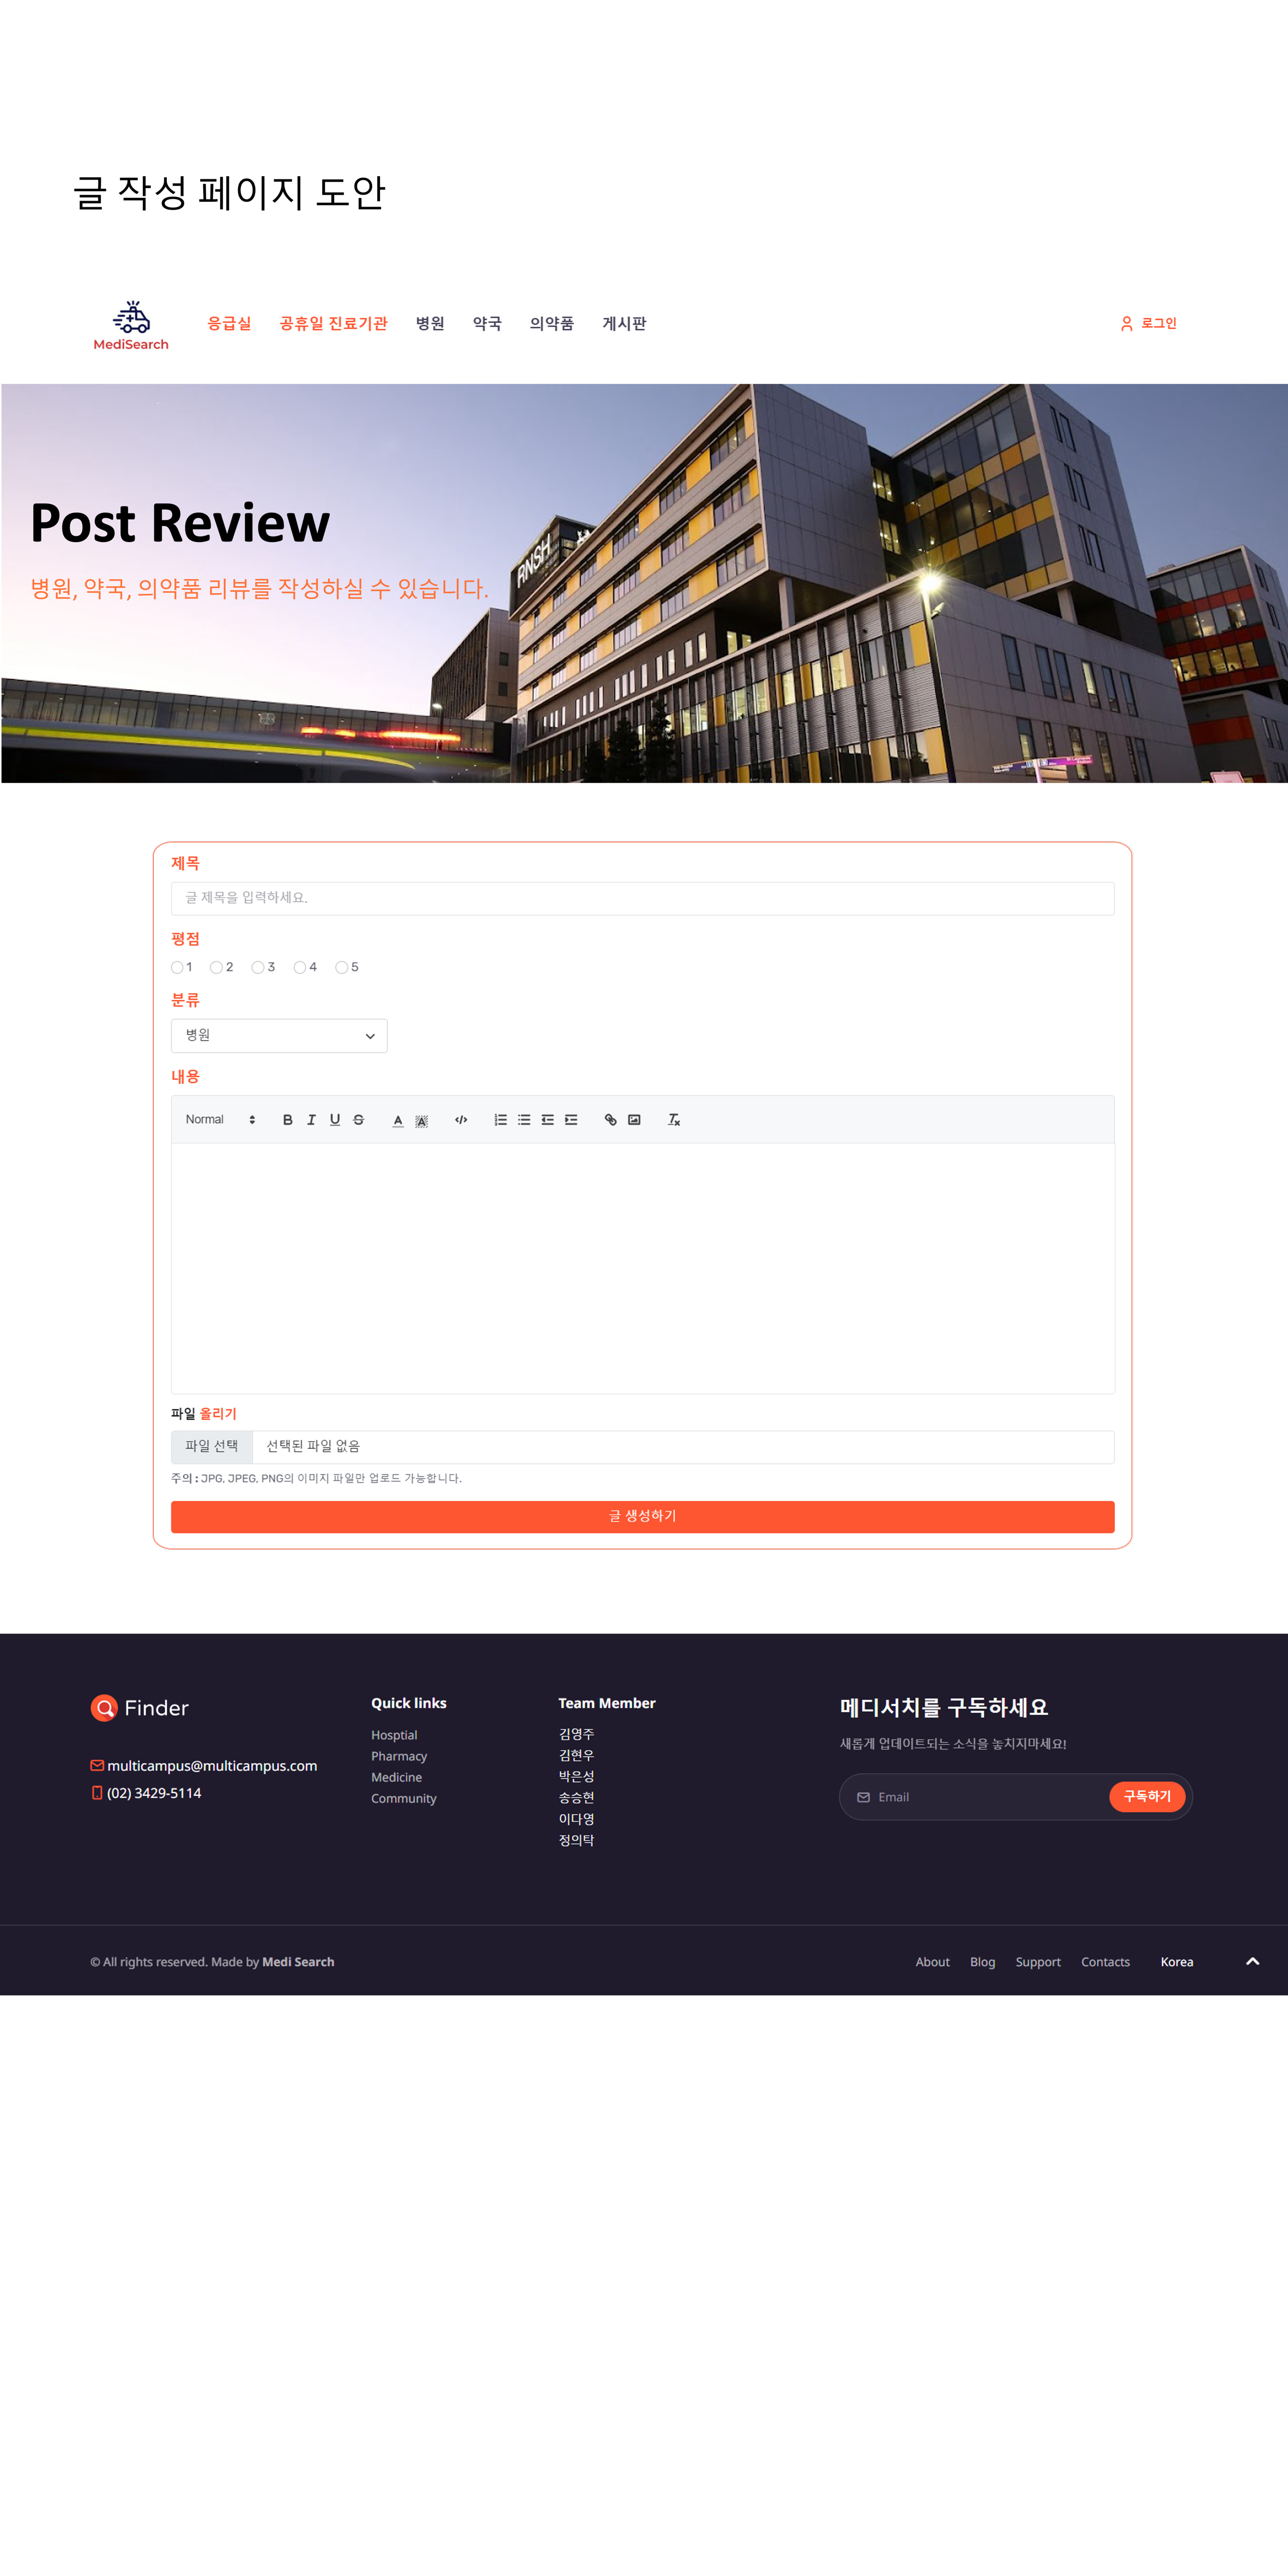 글 작성 페이지 도안
MediSearch
응급실 공휴일 진료기관 병원 약국 의약품 게시판 로그인
RNSH
Post Review
병원, 약국, 의약품 리뷰를 작성하실 수 있습니다.
제목
글 제목을 입력하세요.
평점
1 2 3 4 5
분류
병원
내용
Normal B I U S A A </>
파일 올리기
파일 선택 선택된 파일 없음
주의 : JPG, JPEG, PNG의 이미지 파일만 업로드 가능합니다.
글 생성하기
Finder
multicampus@multicampus.com
(02) 3429-5114
Quick links
Hosptial
Pharmacy
Medicine
Community
Team Member
김영주
김현우
박은성
송승현
이다영
정의탁
메디서치를 구독하세요
새롭게 업데이트되는 소식을 놓치지마세요!
Email 구독하기
© All rights reserved. Made by Medi Search
About Blog Support Contacts Korea